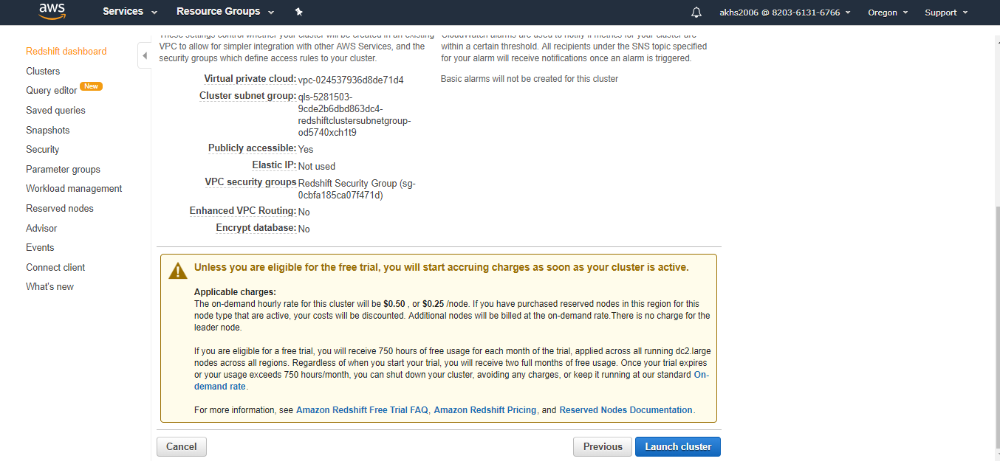 aws
Services
Resource Groups
akhs2006 @ 8203-6131-6766
Oregon
Support
Redshift dashboard
Clusters
Query editor New
Saved queries
Snapshots
Security
Parameter groups
Workload management
Reserved nodes
Advisor
Events
Connect client
What's new
These settings control whether your cluster will be created in an existing
VPC to allow for simpler integration with other AWS Services, and the
security groups which define access rules to your cluster.
Virtual private cloud: vpc-024537936d8de71d4
Cluster subnet group: qls-5281503-
9cde2b6dbd863dc4-
redshiftclustersubnetgroup-
od5740xch1t9
Publicly accessible: Yes
Elastic IP: Not used
VPC security groups Redshift Security Group (sg-
0cbfa185ca07f471d)
Enhanced VPC Routing: No
Encrypt database: No
CloudWatch alarms are used to notify if metrics for your cluster are
within a certain threshold. All recipients under the SNS topic specified
for your alarm will receive notifications once an alarm is triggered.
Basic alarms will not be created for this cluster
Unless you are eligible for the free trial, you will start accruing charges as soon as your cluster is active.
Applicable charges:
The on-demand hourly rate for this cluster will be $0.50 , or $0.25 /node. If you have purchased reserved nodes in this region for this
node type that are active, your costs will be discounted. Additional nodes will be billed at the on-demand rate.There is no charge for the
leader node.
If you are eligible for a free trial, you will receive 750 hours of free usage for each month of the trial, applied across all running dc2.large
nodes across all regions. Regardless of when you start your trial, you will receive two full months of free usage. Once your trial expires
or your usage exceeds 750 hours/month, you can shut down your cluster, avoiding any charges, or keep it running at our standard On-
demand rate.
For more information, see Amazon Redshift Free Trial FAQ, Amazon Redshift Pricing, and Reserved Nodes Documentation.
Cancel
Previous
Launch cluster